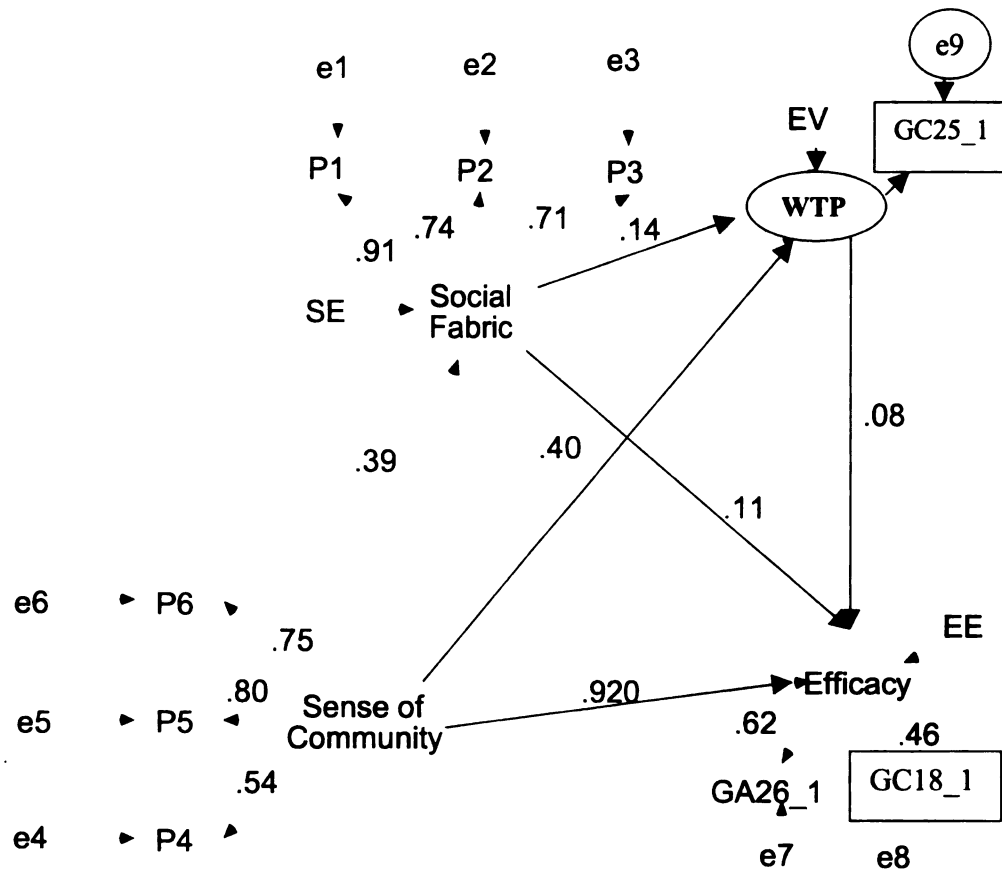 e9
e1
e2
e3
EV
GC25_1
P1
P2
P3
WTP
.91
.74
.71
.14
SE
Social
Fabric
.39
.40
.08
.11
e6
P6
.75
EE
e5
P5
.80
Sense of
Community
.920
Efficacy
.62
.46
.54
GA26_1
GC18_1
e4
P4
e7
e8